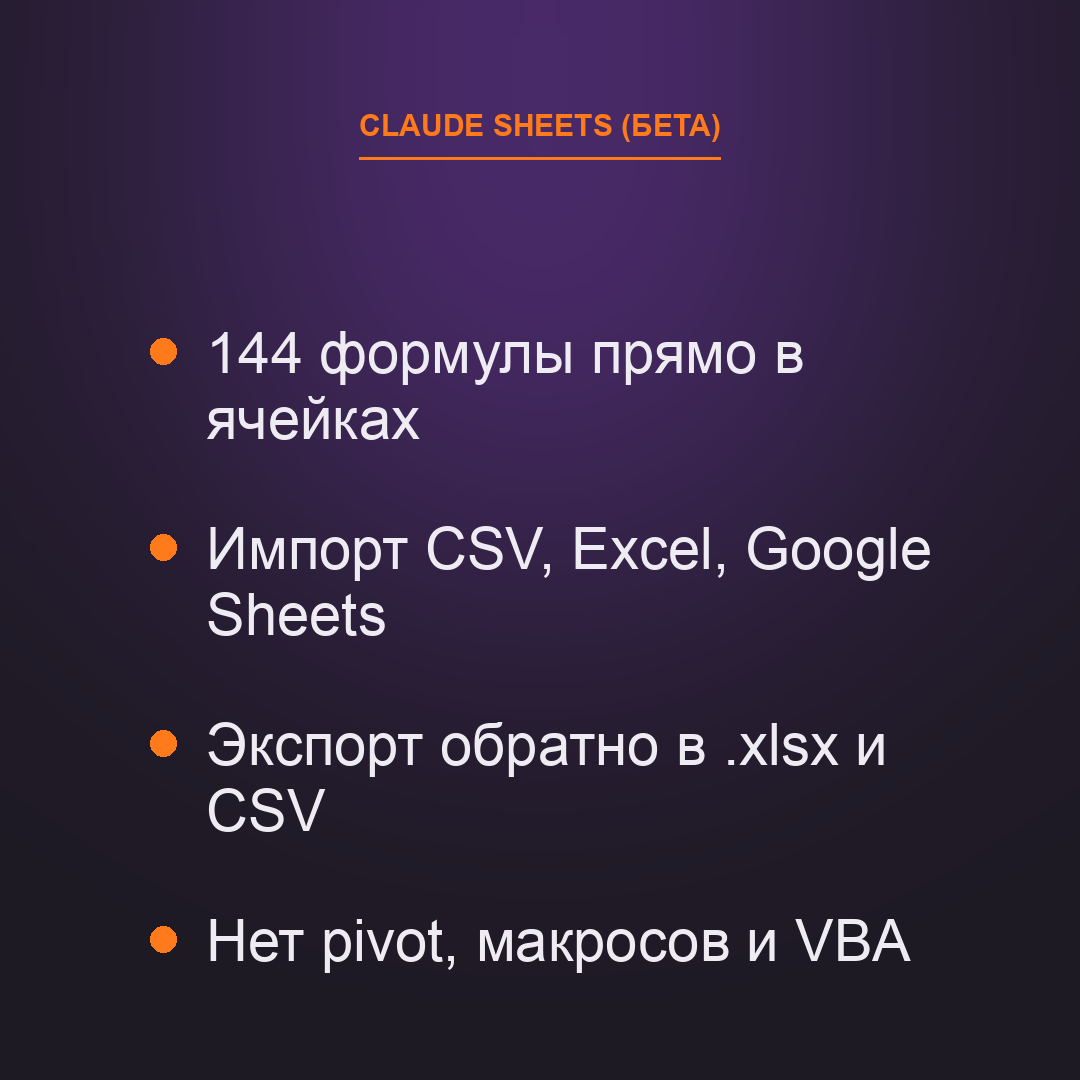 CLAUDE SHEETS (БЕТА)
144 формулы прямо в
ячейках
Импорт CSV, Excel, Google
Sheets
Экспорт обратно в .xlsx и
CSV
Нет pivot, макросов и VBA